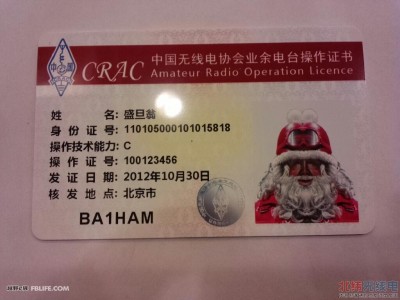 CRAC
中国无线电协会业余电台操作证书
Amateur Radio Operation Licence
姓 名: 盛旦翁
身 份 证 号: 110105000101015818
操作技术能力: C
操 作 证 号: 100123456
发 证 日 期: 2012年10月30日
核 发 地 点: 北京市
BA1HAM
FBLIFE.COM